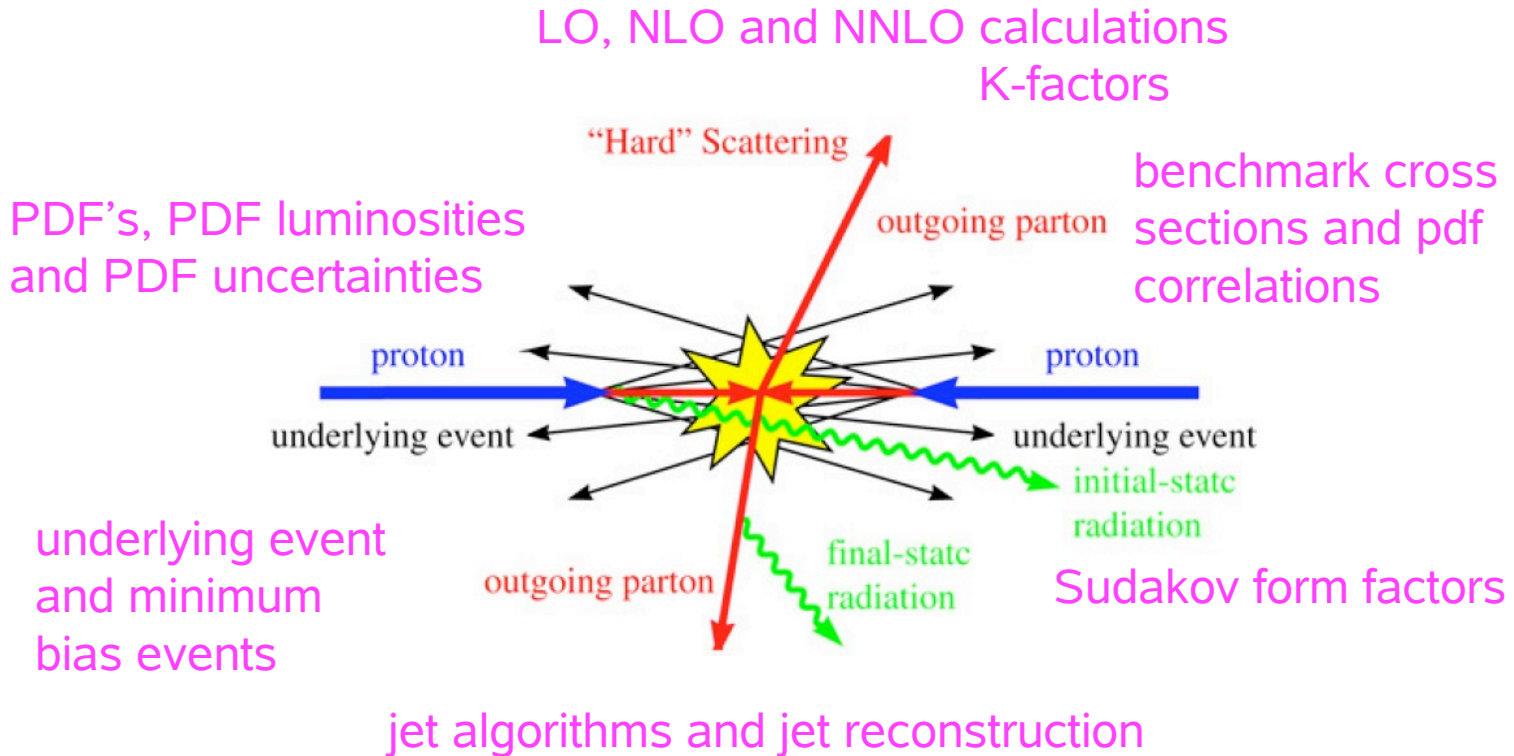 LO, NLO and NNLO calculations
K-factors
“Hard” Scattering
benchmark cross
sections and pdf
correlations
PDF’s, PDF luminosities
and PDF uncertainties
outgoing parton
proton
proton
underlying event
underlying event
initial-state
radiation
underlying event
and minimum
bias events
outgoing parton
final-state
radiation
Sudakov form factors
jet algorithms and jet reconstruction